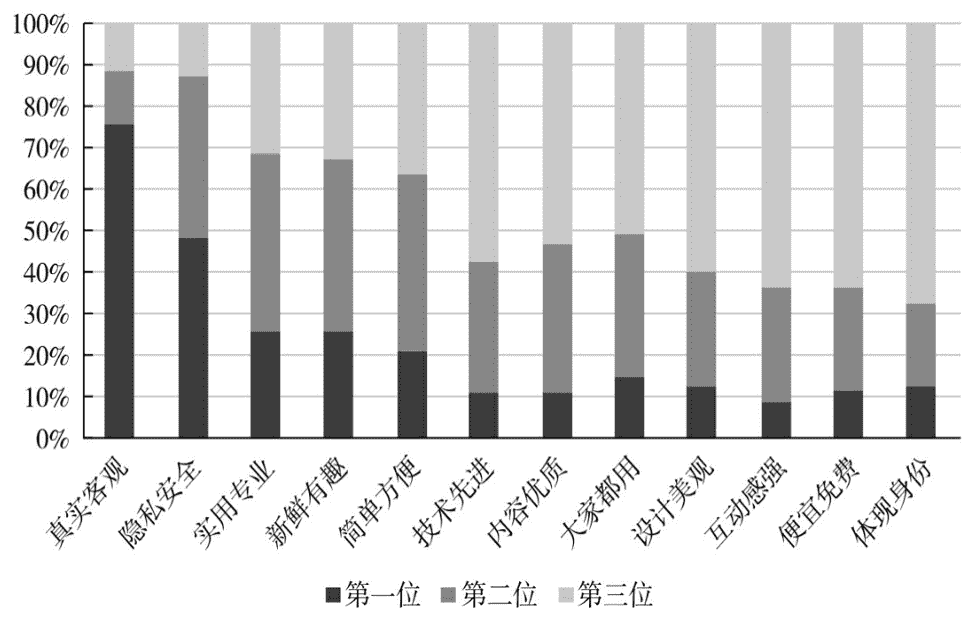 100%
90%
80%
70%
60%
50%
40%
30%
20%
10%
0%
真实客观
隐私安全
实用专业
新鲜有趣
简单方便
技术先进
内容优质
大家都用
设计美观
互动感强
便宜免费
体现身份
第一位 第二位 第三位